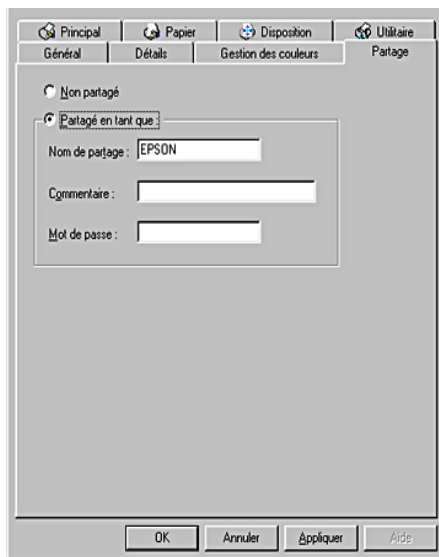 Principal Papier Disposition Utilitaire
Général Détails Gestion des couleurs Partage
Non partagé
Partagé en tant que :
Nom de partage : EPSON
Commentaire :
Mot de passe :
OK Annuler Appliquer Aide